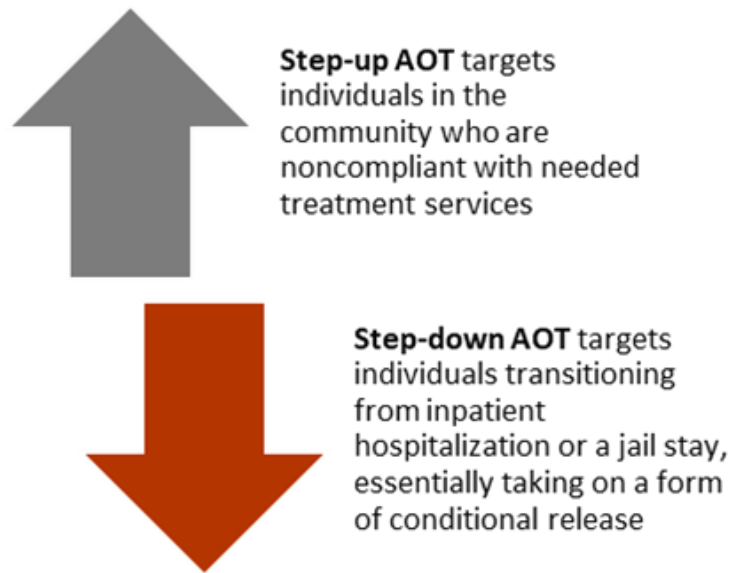 Step-up AOT targets
individuals in the
community who are
noncompliant with needed
treatment services
Step-down AOT targets
individuals transitioning
from inpatient
hospitalization or a jail stay,
essentially taking on a form
of conditional release